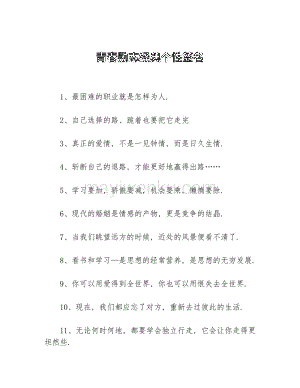 青春励志经典个性签名
1、最困难的职业就是怎样为人.
2、自己选择的路，跪着也要把它走完
3、真正的爱情，不是一见钟情，而是日久生情.
4、斩断自己的退路，才能更好地赢得出路……
5、学习要加，骄傲要减，机会要乘，懒惰要除.
6、现代的婚姻是情感的产物，更是竞争的结晶.
7、当我们眺望远方的时候，近处的风景便看不清了.
8、看书和学习—是思想的经常营养，是思想的无穷发展.
9、你可以用爱得到全世界，你也可以用恨失去全世界.
10、现在，我们都忘了对方，重新去过彼此的生活.
11、无论何时何地，都要学会独立行走，它会让你走得更
坦然些.